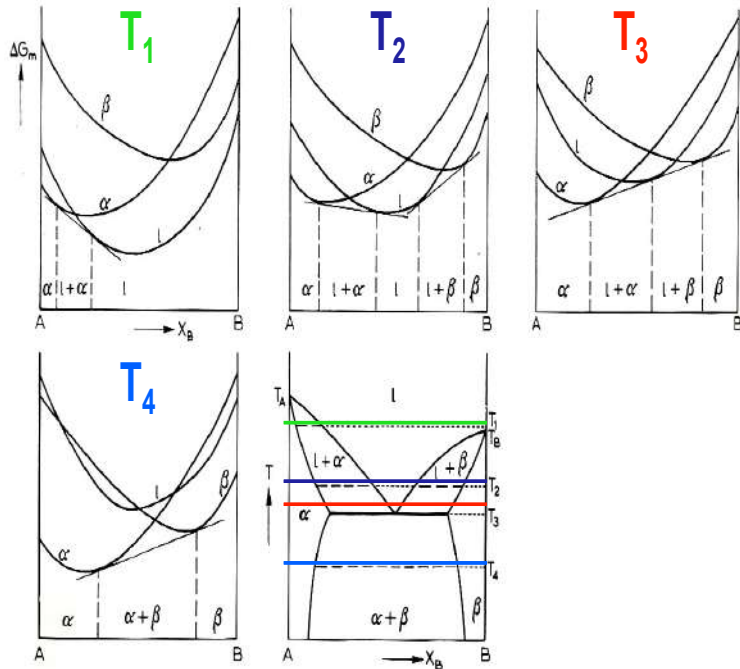 T1
ΔGm
β
α
l
α l+α l
A → XB B
T2
β
α
l
α l+α l l+β β
A B
T3
β
l
α
α l+α l+β β
A B
T4
l
β
α
α α+β β
A B
TA
l
T1
TB
l+α
l+β
T
T2
α
T3
T4
α+β
β
A → XB B